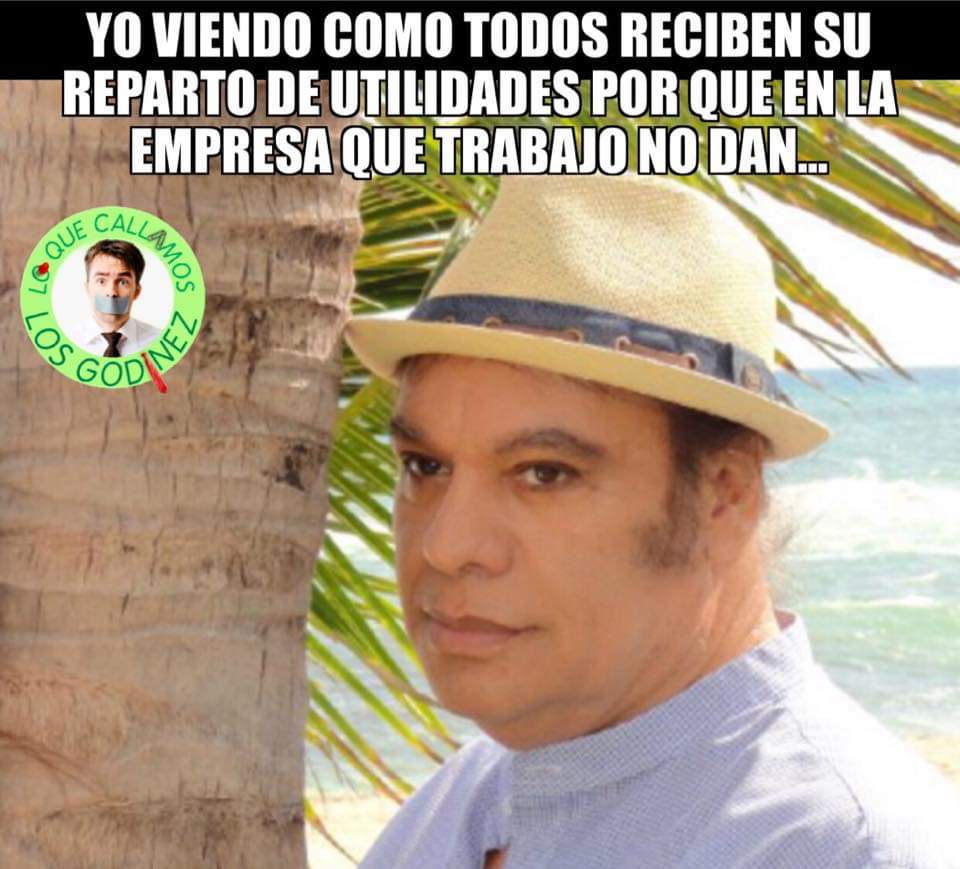 YO VIENDO COMO TODOS RECIBEN SU
REPARTO DE UTILIDADES POR QUE EN LA
EMPRESA QUE TRABAJO NO DAN...
LO QUE CALLAMOS
LOS GODINEZ